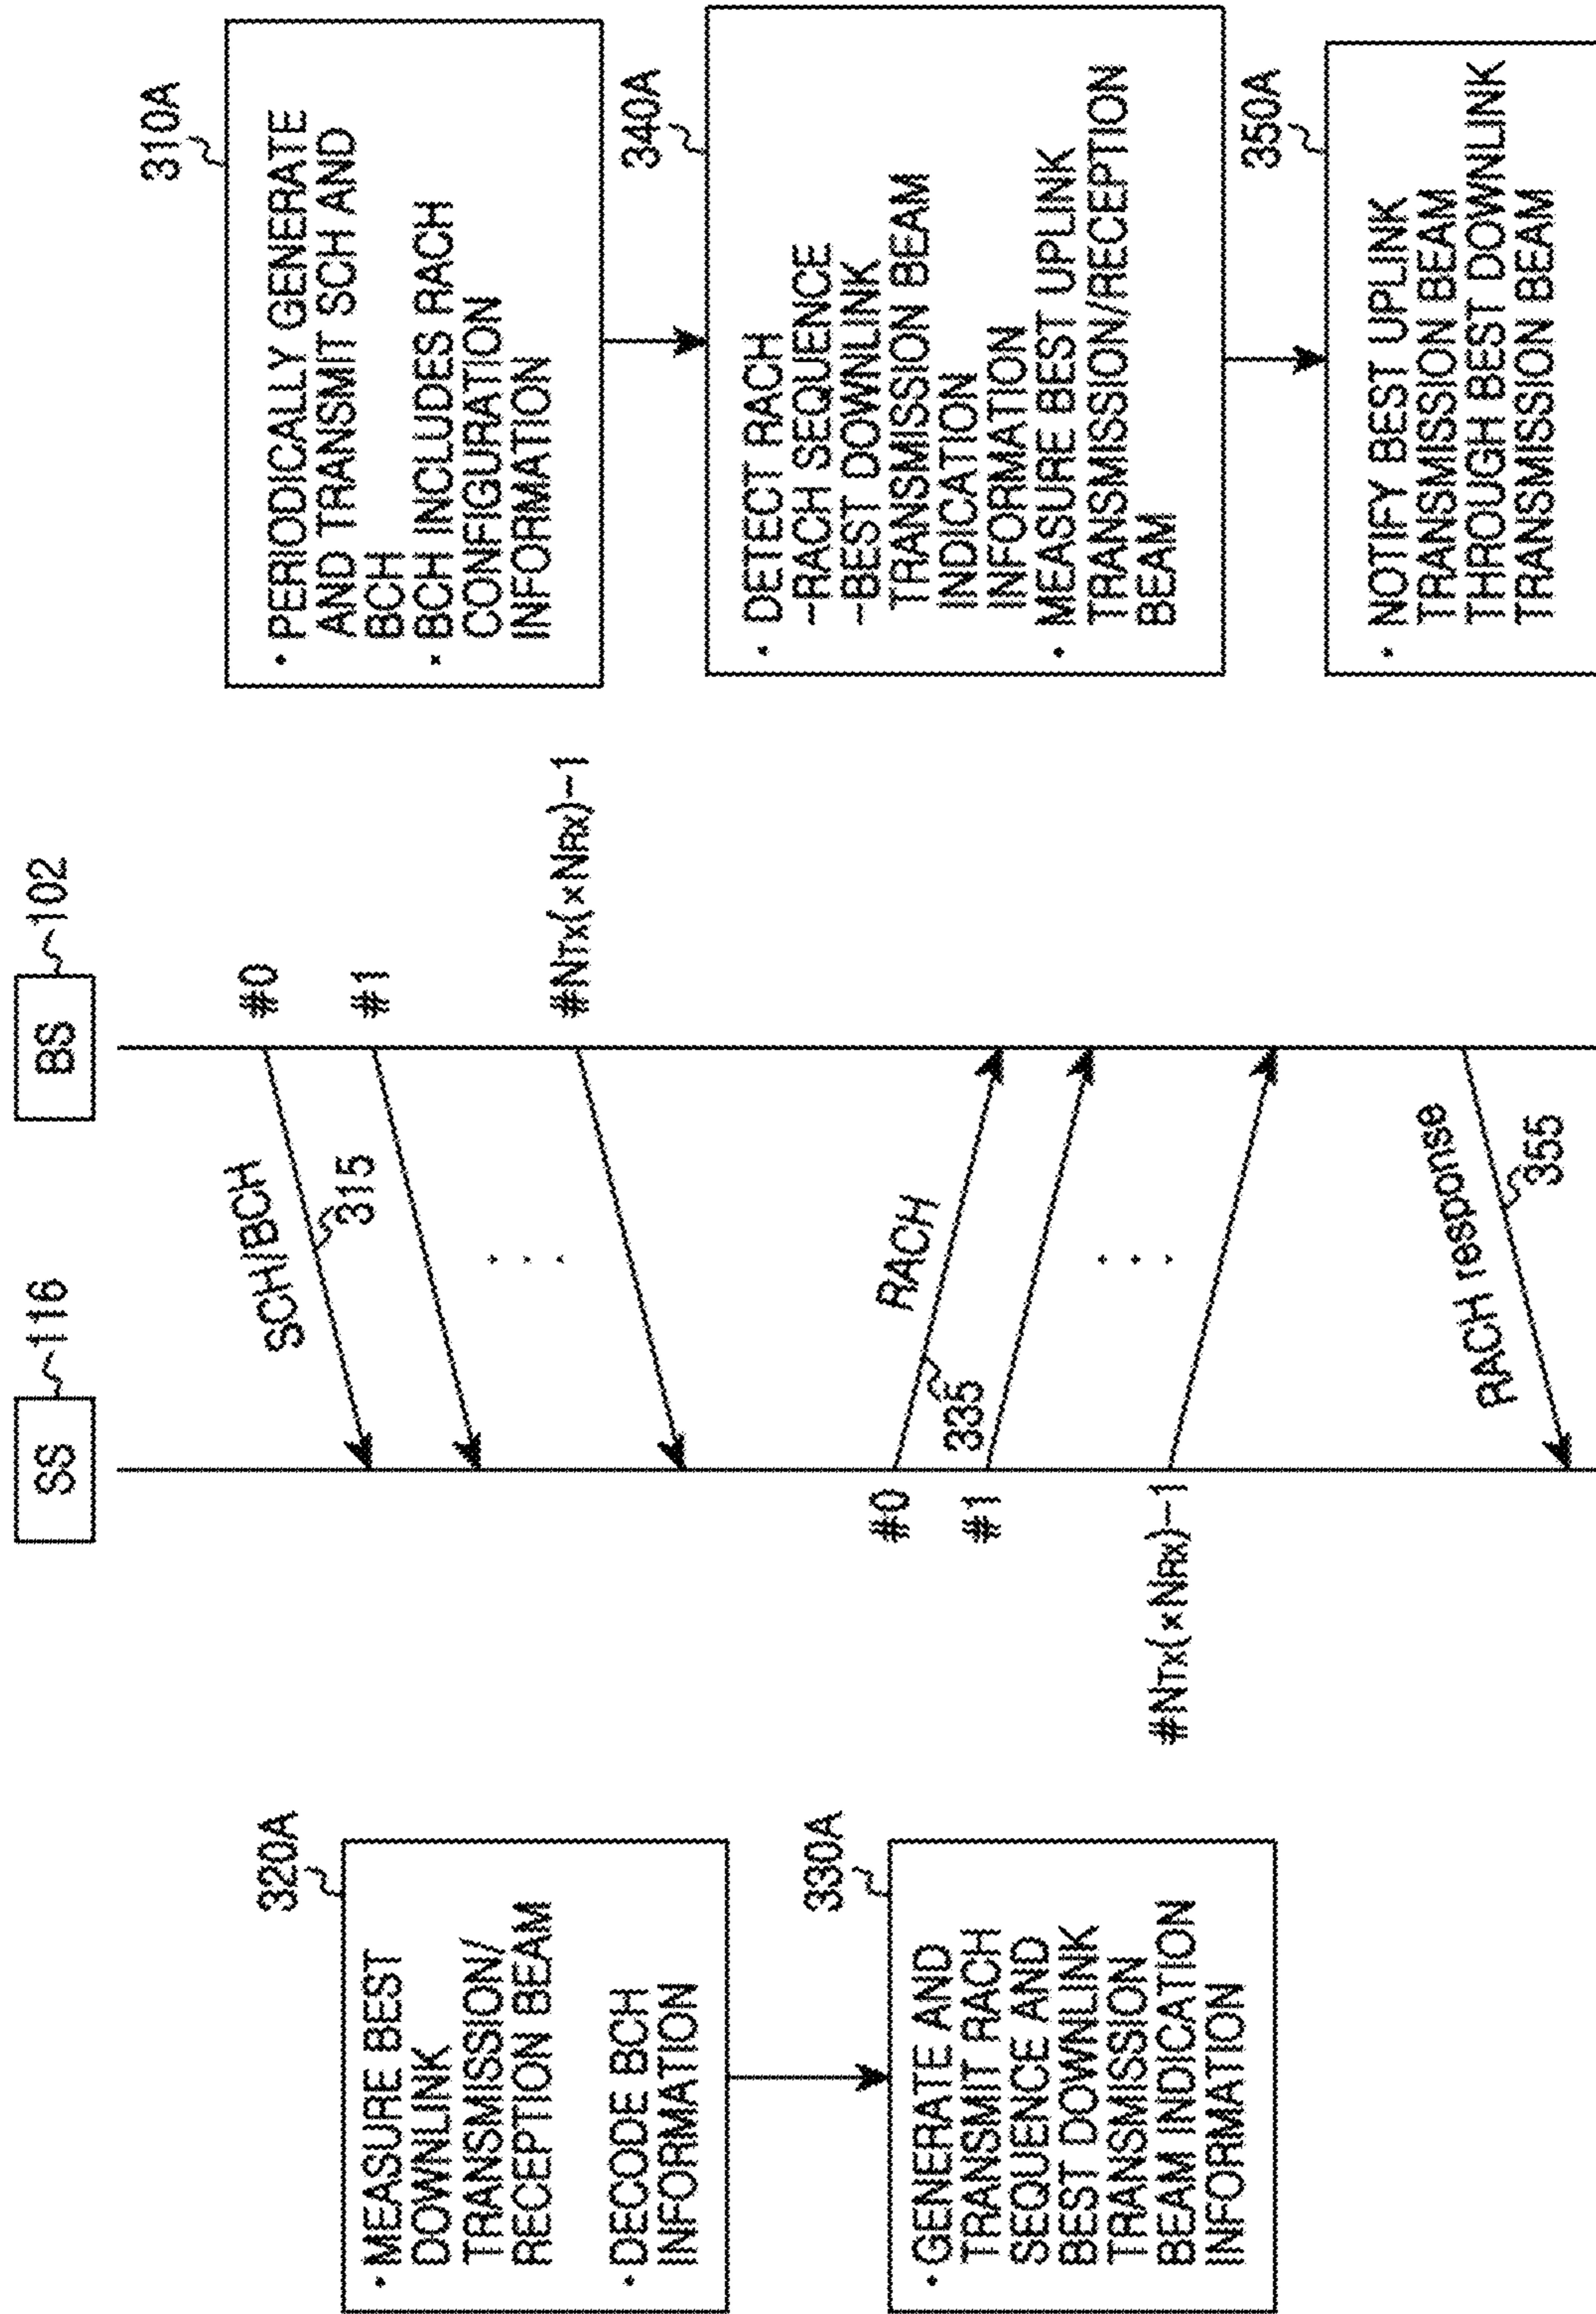 SS
116
BS
102
320A
• MEASURE BEST
DOWNLINK
TRANSMISSION/
RECEPTION BEAM
• DECODE BCH
INFORMATION
330A
• GENERATE AND
TRANSMIT RACH
SEQUENCE AND
BEST DOWNLINK
TRANSMISSION
BEAM INDICATION
INFORMATION
SCH/BCH
315
#0
#1
. . .
#NTx(×NRx)-1
#0
#1
#NTx(×NRx)-1
RACH
335
. . .
RACH response
355
310A
• PERIODICALLY GENERATE
AND TRANSMIT SCH AND
BCH
× BCH INCLUDES RACH
CONFIGURATION
INFORMATION
340A
• DETECT RACH
-RACH SEQUENCE
-BEST DOWNLINK
TRANSMISSION BEAM
INDICATION
INFORMATION
• MEASURE BEST UPLINK
TRANSMISSION/RECEPTION
BEAM
350A
• NOTIFY BEST UPLINK
TRANSMISSION BEAM
THROUGH BEST DOWNLINK
TRANSMISSION BEAM